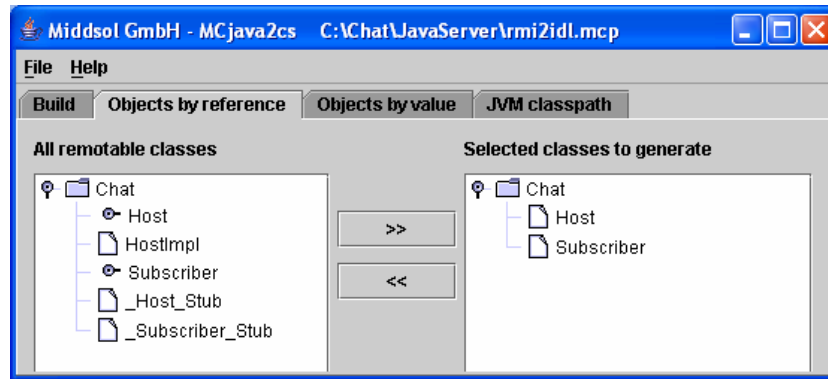 Middsol GmbH - MCjava2cs C:\Chat\JavaServer\rmi2idl.mcp
File Help
Build Objects by reference Objects by value JVM classpath
All remotable classes
Chat
Host
HostImpl
Subscriber
_Host_Stub
_Subscriber_Stub
>>
<<
Selected classes to generate
Chat
Host
Subscriber